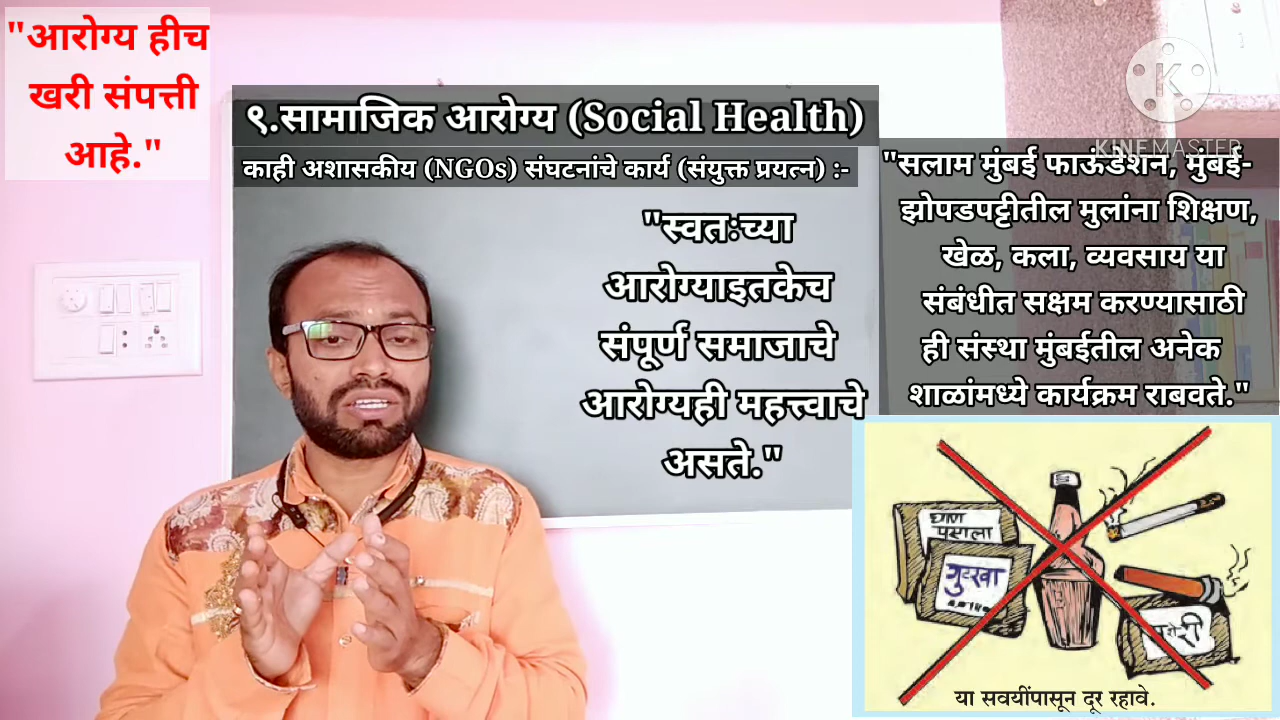 "आरोग्य हीच
खरी संपत्ती
आहे."
९.सामाजिक आरोग्य (Social Health)
काही अशासकीय (NGOs) संघटनांचे कार्य (संयुक्त प्रयत्न) :-
"स्वतःच्या
आरोग्याइतकेच
संपूर्ण समाजाचे
आरोग्यही महत्त्वाचे
असते."
K
KINEMASTER
"सलाम मुंबई फाऊंडेशन, मुंबई-
झोपडपट्टीतील मुलांना शिक्षण,
खेळ, कला, व्यवसाय या
संबंधीत सक्षम करण्यासाठी
ही संस्था मुंबईतील अनेक
शाळांमध्ये कार्यक्रम राबवते."
गुटखा
या सवयींपासून दूर रहावे.